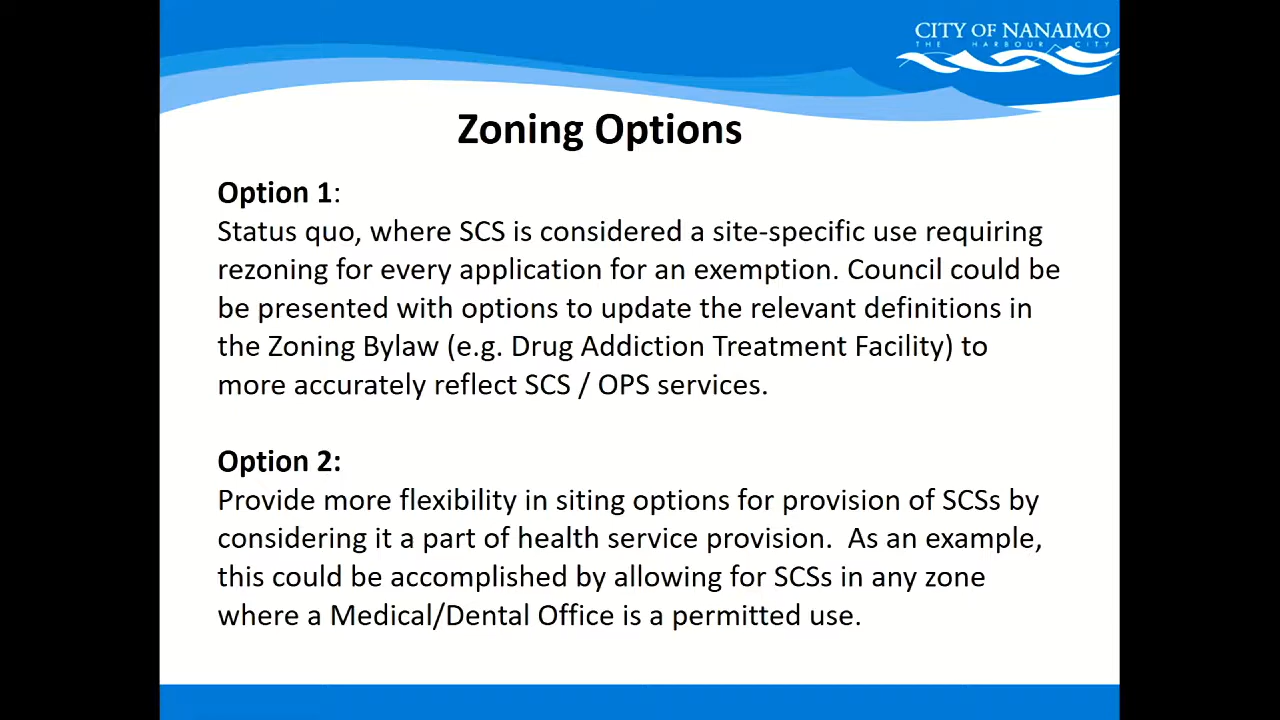 CITY OF NANAIMO
THE HARBOUR CITY
Zoning Options
Option 1:
Status quo, where SCS is considered a site-specific use requiring
rezoning for every application for an exemption. Council could be
be presented with options to update the relevant definitions in
the Zoning Bylaw (e.g. Drug Addiction Treatment Facility) to
more accurately reflect SCS / OPS services.
Option 2:
Provide more flexibility in siting options for provision of SCSs by
considering it a part of health service provision.  As an example,
this could be accomplished by allowing for SCSs in any zone
where a Medical/Dental Office is a permitted use.